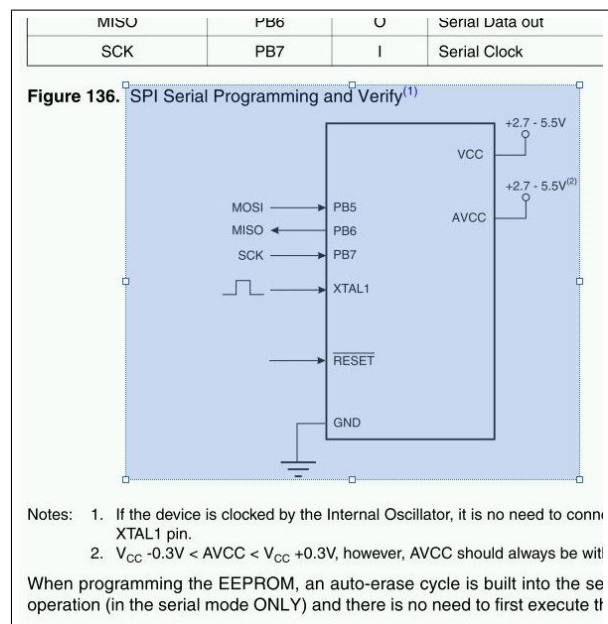 MISO PB6 O Serial Data out
SCK PB7 I Serial Clock
Figure 136. SPI Serial Programming and Verify(1)
+2.7 - 5.5V
VCC
+2.7 - 5.5V(2)
AVCC
MOSI PB5
MISO PB6
SCK PB7
XTAL1
RESET
GND
Notes: 1. If the device is clocked by the Internal Oscillator, it is no need to conne
XTAL1 pin.
2. VCC -0.3V < AVCC < VCC +0.3V, however, AVCC should always be wit
When programming the EEPROM, an auto-erase cycle is built into the se
operation (in the serial mode ONLY) and there is no need to first execute th